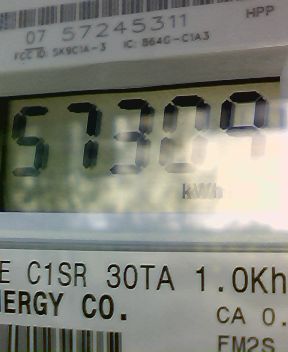 HPP
07 57245311
FCC ID: SK9C1A-3 IC: 864G-C1A3
57309
kWh
E C1SR 30TA 1.0Kh
ERGY CO.
CA 0.
FM2S